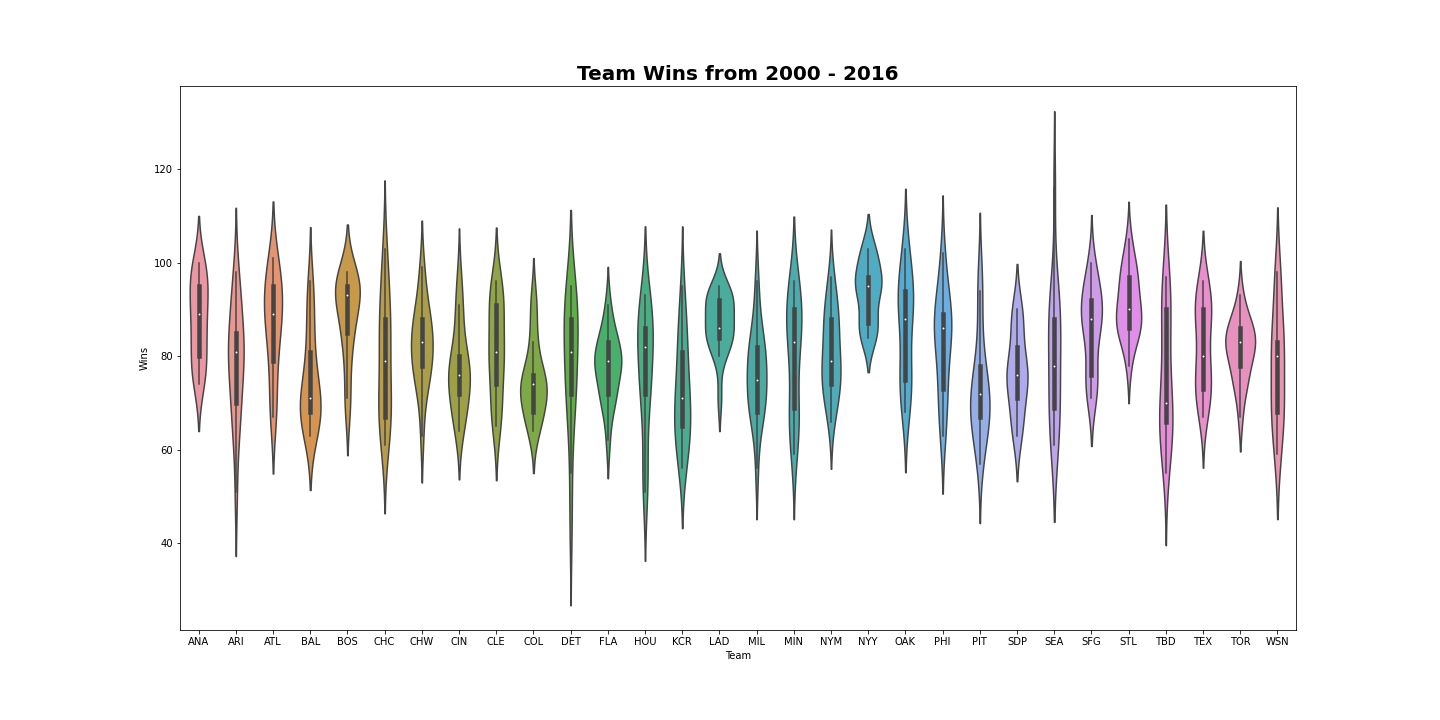 Team Wins from 2000 - 2016
120
100
80
60
40
Wins
ANA ARI ATL BAL BOS CHC CHW CIN CLE COL DET FLA HOU KCR LAD MIL MIN NYM NYY OAK PHI PIT SDP SEA SFG STL TBD TEX TOR WSN
Team